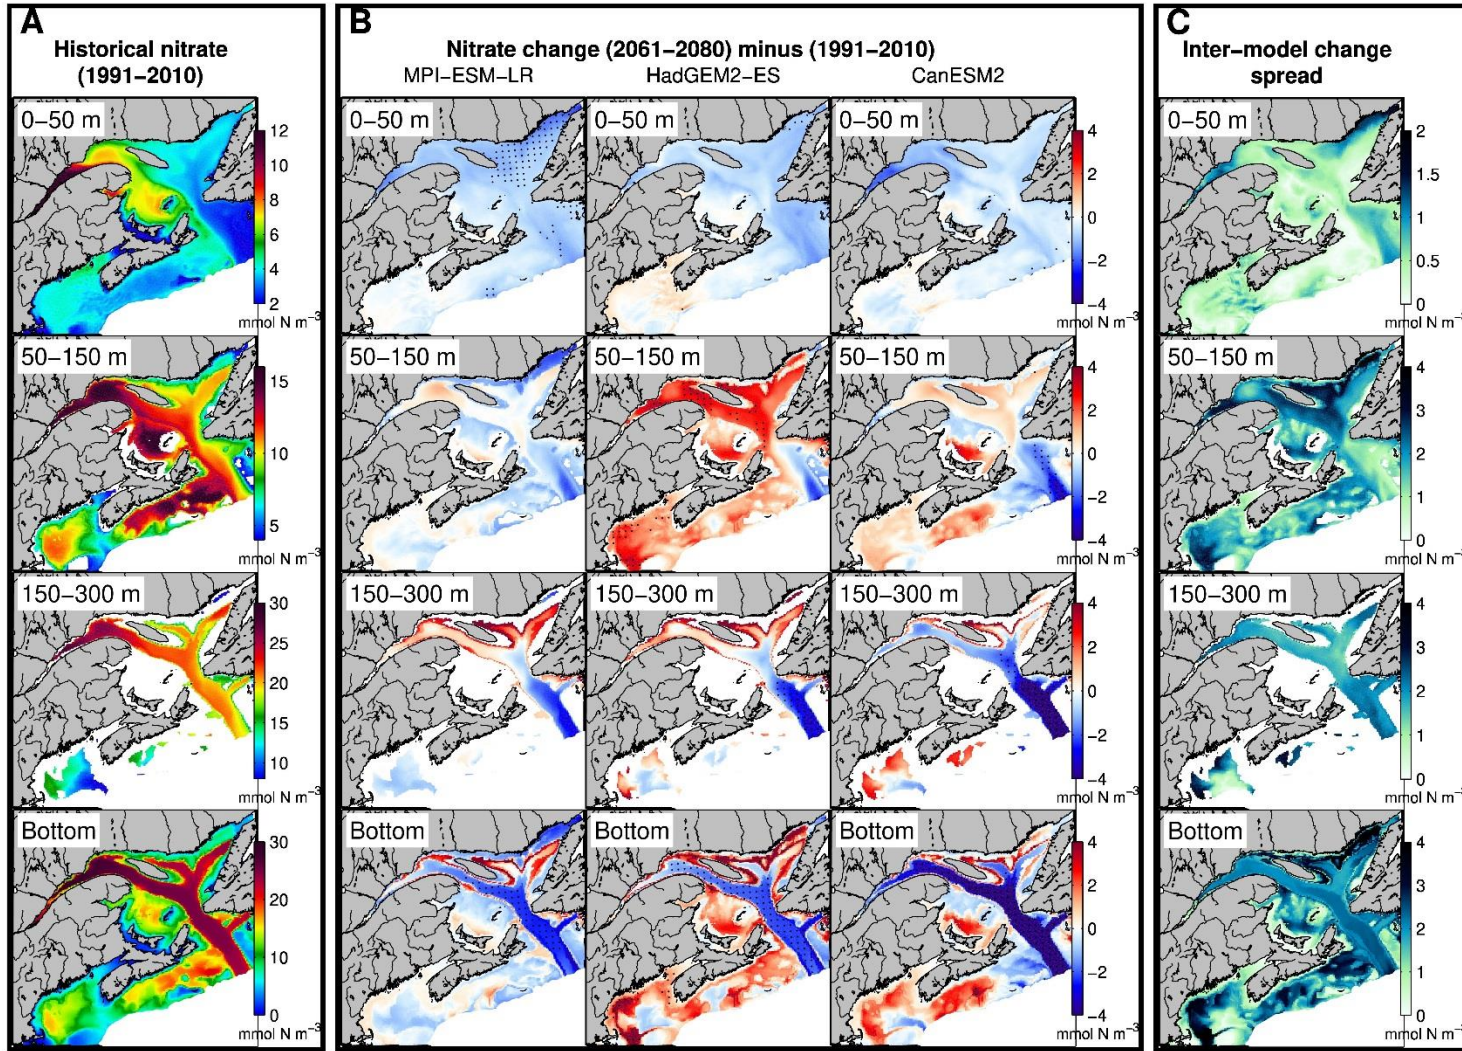 A
Historical nitrate
(1991−2010)
B
Nitrate change (2061−2080) minus (1991−2010)
MPI−ESM−LR HadGEM2−ES CanESM2
C
Inter−model change
spread
0−50 m
12
10
8
6
4
2
mmol N m−3
0−50 m
0−50 m
0−50 m
4
2
0
−2
−4
mmol N m−3
0−50 m
2
1.5
1
0.5
0
mmol N m−3
50−150 m
15
10
5
mmol N m−3
50−150 m
50−150 m
50−150 m
4
2
0
−2
−4
mmol N m−3
50−150 m
4
3
2
1
0
mmol N m−3
150−300 m
30
25
20
15
10
mmol N m−3
150−300 m
150−300 m
150−300 m
4
2
0
−2
−4
mmol N m−3
150−300 m
4
3
2
1
0
mmol N m−3
Bottom
30
20
10
0
mmol N m−3
Bottom
Bottom
Bottom
4
2
0
−2
−4
mmol N m−3
Bottom
4
3
2
1
0
mmol N m−3